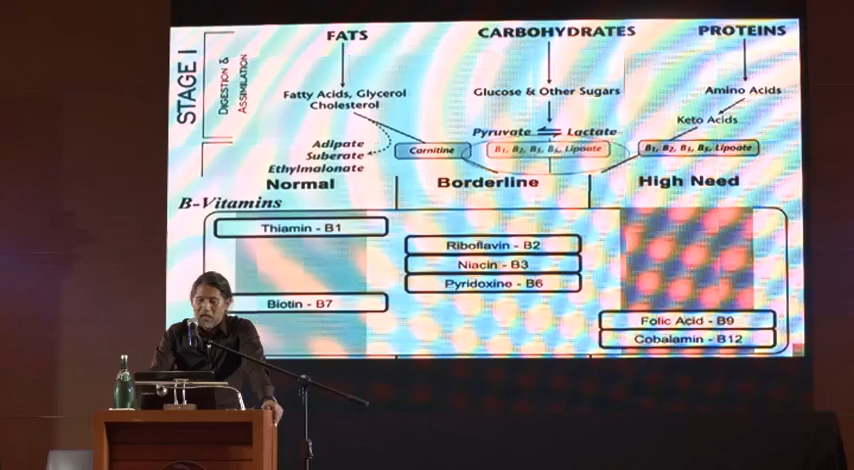 STAGE I
DIGESTION &
ASSIMILATION
FATS
CARBOHYDRATES
PROTEINS
Fatty Acids, Glycerol
Cholesterol
Glucose & Other Sugars
Amino Acids
Keto Acids
Pyruvate Lactate
Adipate
Suberate
Ethylmalonate
Carnitine
B1, B2, B3, B5, Lipoate
B1, B2, B3, B5, Lipoate
Normal
Borderline
High Need
B-Vitamins
Thiamin - B1
Riboflavin - B2
Niacin - B3
Pyridoxine - B6
Biotin - B7
Folic Acid - B9
Cobalamin - B12